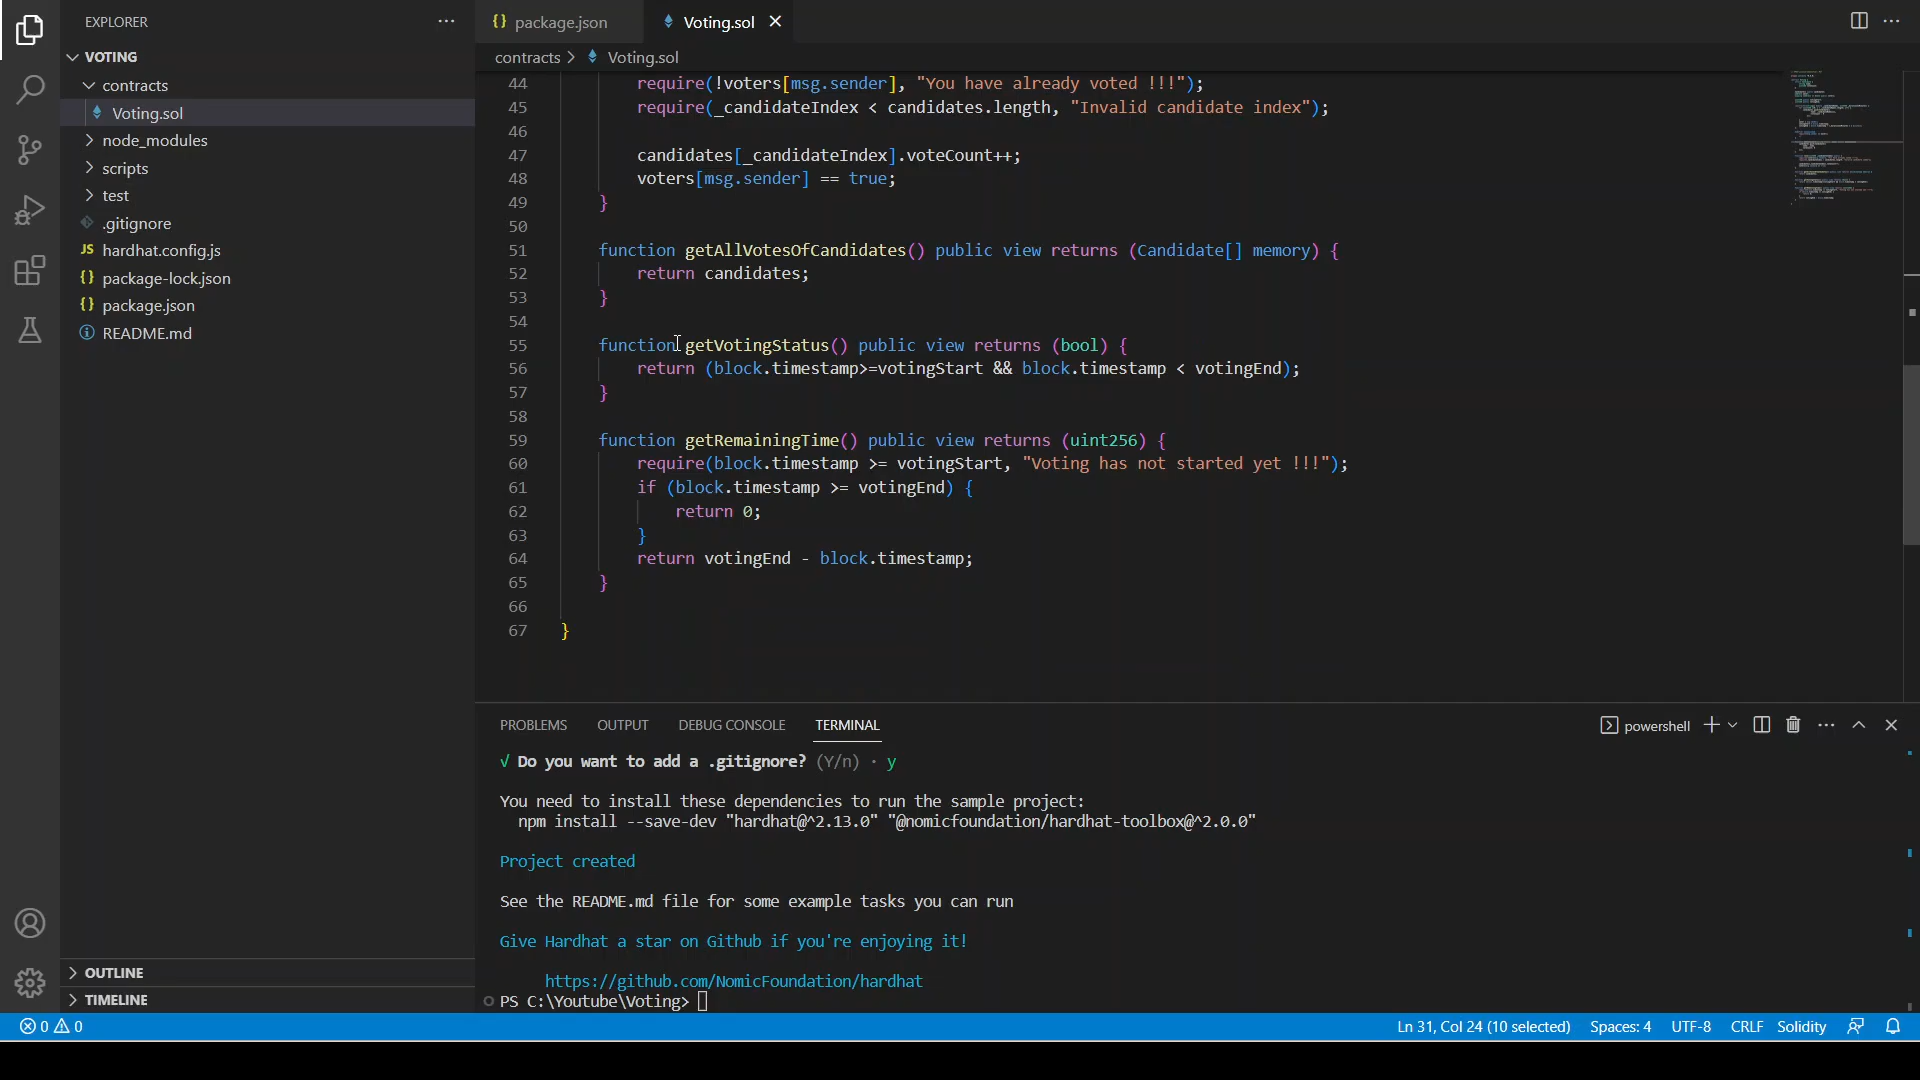 EXPLORER
VOTING
contracts
Voting.sol
node_modules
scripts
test
.gitignore
JS hardhat.config.js
{} package-lock.json
{} package.json
README.md
OUTLINE
TIMELINE
{} package.json
Voting.sol
contracts > Voting.sol
44 require(!voters[msg.sender], "You have already voted !!!");
45 require(_candidateIndex < candidates.length, "Invalid candidate index");
46
47 candidates[_candidateIndex].voteCount++;
48 voters[msg.sender] == true;
49 }
50
51 function getAllVotesOfCandidates() public view returns (Candidate[] memory) {
52 return candidates;
53 }
54
55 function getVotingStatus() public view returns (bool) {
56 return (block.timestamp>=votingStart && block.timestamp < votingEnd);
57 }
58
59 function getRemainingTime() public view returns (uint256) {
60 require(block.timestamp >= votingStart, "Voting has not started yet !!!");
61 if (block.timestamp >= votingEnd) {
62 return 0;
63 }
64 return votingEnd - block.timestamp;
65 }
66
67 }
PROBLEMS OUTPUT DEBUG CONSOLE TERMINAL
powershell
√ Do you want to add a .gitignore? (Y/n) · y
You need to install these dependencies to run the sample project:
npm install --save-dev "hardhat@^2.13.0" "@nomicfoundation/hardhat-toolbox@^2.0.0"
Project created
See the README.md file for some example tasks you can run
Give Hardhat a star on Github if you're enjoying it!
https://github.com/NomicFoundation/hardhat
PS C:\Youtube\Voting>
0 0
Ln 31, Col 24 (10 selected) Spaces: 4 UTF-8 CRLF Solidity